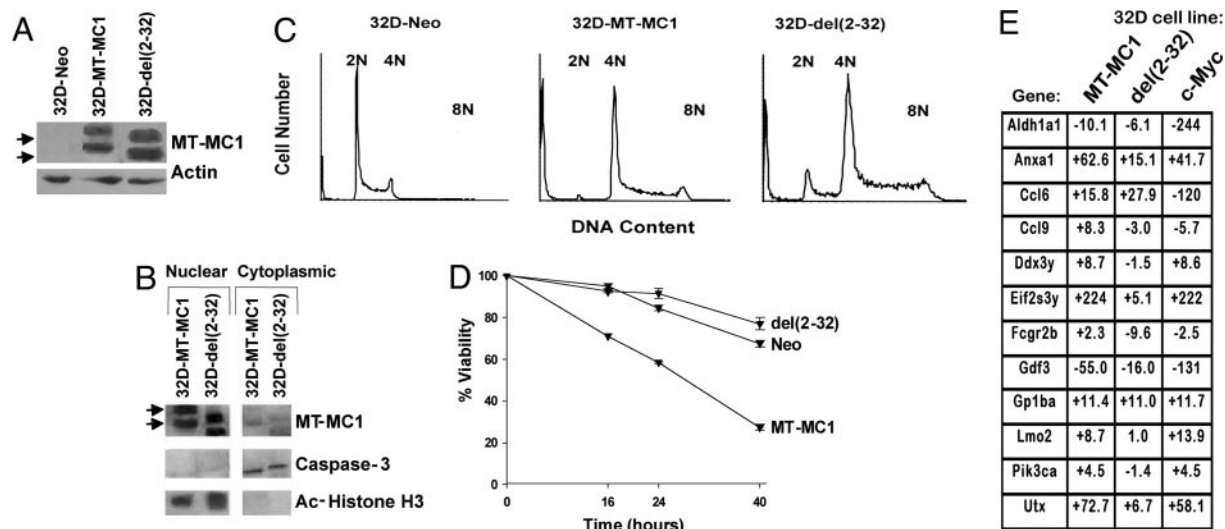 A
32D-Neo
32D-MT-MC1
32D-del(2-32)
MT-MC1
Actin
B
Nuclear Cytoplasmic
32D-MT-MC1
32D-del(2-32)
32D-MT-MC1
32D-del(2-32)
MT-MC1
Caspase-3
Ac-Histone H3
C
32D-Neo 32D-MT-MC1 32D-del(2-32)
2N 4N 8N
2N 4N 8N
2N 4N 8N
Cell Number
DNA Content
D
% Viability
100
80
60
40
20
0
0 16 24 40
Time (hours)
del(2-32)
Neo
MT-MC1
E
32D cell line:
Gene: MT-MC1 del(2-32) c-Myc
Aldh1a1 -10.1 -6.1 -244
Anxa1 +62.6 +15.1 +41.7
Ccl6 +15.8 +27.9 -120
Ccl9 +8.3 -3.0 -5.7
Ddx3y +8.7 -1.5 +8.6
Eif2s3y +224 +5.1 +222
Fcgr2b +2.3 -9.6 -2.5
Gdf3 -55.0 -16.0 -131
Gp1ba +11.4 +11.0 +11.7
Lmo2 +8.7 1.0 +13.9
Pik3ca +4.5 -1.4 +4.5
Utx +72.7 +6.7 +58.1